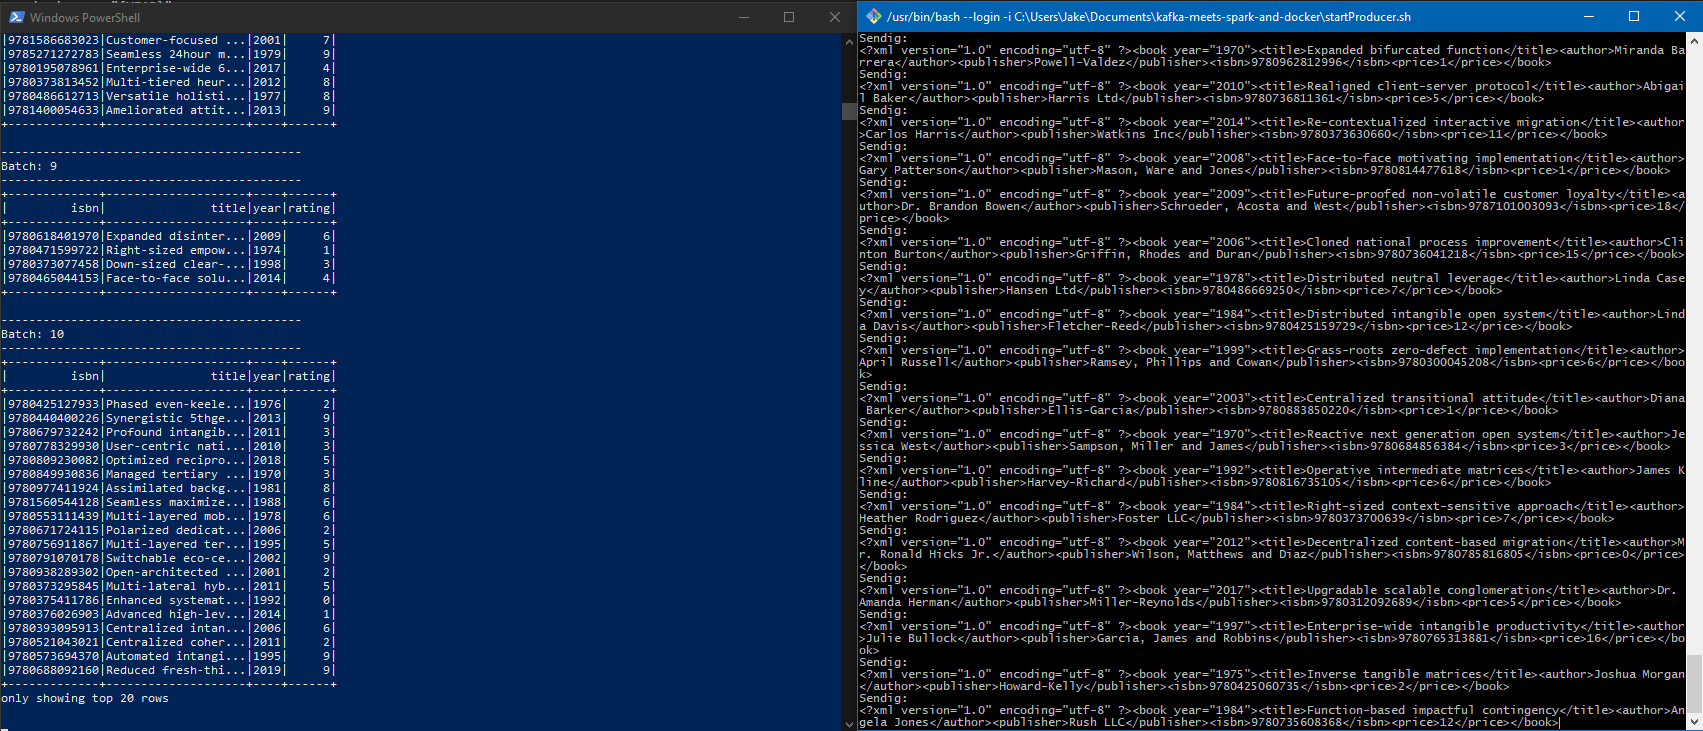 Windows PowerShell
|9781586683023|Customer-focused ...|2001|     7|
|9785271272783|Seamless 24hour m...|1979|     9|
|9780195078961|Enterprise-wide 6...|2017|     4|
|9780373813452|Multi-tiered heur...|2012|     8|
|9780486612713|Versatile holisti...|1977|     8|
|9781400054633|Ameliorated attit...|2013|     9|
+-------------+--------------------+----+------+

-------------------------------------------
Batch: 9
-------------------------------------------
+-------------+--------------------+----+------+
|         isbn|               title|year|rating|
+-------------+--------------------+----+------+
|9780618401970|Expanded disinter...|2009|     6|
|9780471599722|Right-sized empow...|1974|     1|
|9780373077458|Down-sized clear-...|1998|     3|
|9780465044153|Face-to-face solu...|2014|     4|
+-------------+--------------------+----+------+

-------------------------------------------
Batch: 10
-------------------------------------------
+-------------+--------------------+----+------+
|         isbn|               title|year|rating|
+-------------+--------------------+----+------+
|9780425127933|Phased even-keele...|1976|     2|
|9780440400226|Synergistic 5thge...|2013|     9|
|9780679732242|Profound intangib...|2011|     3|
|9780778329930|User-centric nati...|2010|     3|
|9780809230082|Optimized recipro...|2018|     5|
|9780849930836|Managed tertiary ...|1970|     3|
|9780977411924|Assimilated backg...|1981|     8|
|9781560544128|Seamless maximize...|1988|     6|
|9780553111439|Multi-layered mob...|1978|     6|
|9780671724115|Polarized dedicat...|2006|     2|
|9780756911867|Multi-layered ter...|1995|     5|
|9780791070178|Switchable eco-ce...|2002|     9|
|9780938289302|Open-architected ...|2001|     2|
|9780373295845|Multi-lateral hyb...|2011|     5|
|9780375411786|Enhanced systemat...|1992|     0|
|9780376026903|Advanced high-lev...|2014|     1|
|9780393095913|Centralized intan...|2006|     6|
|9780521043021|Centralized coher...|2011|     2|
|9780573694370|Automated intangi...|1995|     9|
|9780688092160|Reduced fresh-thi...|2019|     9|
+-------------+--------------------+----+------+
only showing top 20 rows
/usr/bin/bash --login -i C:\Users\Jake\Documents\kafka-meets-spark-and-docker\startProducer.sh
Sendig:
<?xml version="1.0" encoding="utf-8" ?><book year="1970"><title>Expanded bifurcated function</title><author>Miranda Ba
rrera</author><publisher>Powell-Valdez</publisher><isbn>9780962812996</isbn><price>1</price></book>
Sendig:
<?xml version="1.0" encoding="utf-8" ?><book year="2010"><title>Realigned client-server protocol</title><author>Abigai
l Baker</author><publisher>Harris Ltd</publisher><isbn>9780736811361</isbn><price>5</price></book>
Sendig:
<?xml version="1.0" encoding="utf-8" ?><book year="2014"><title>Re-contextualized interactive migration</title><author
>Carlos Harris</author><publisher>Watkins Inc</publisher><isbn>9780373630660</isbn><price>11</price></book>
Sendig:
<?xml version="1.0" encoding="utf-8" ?><book year="2008"><title>Face-to-face motivating implementation</title><author>
Gary Patterson</author><publisher>Mason, Ware and Jones</publisher><isbn>9780814477618</isbn><price>1</price></book>
Sendig:
<?xml version="1.0" encoding="utf-8" ?><book year="2009"><title>Future-proofed non-volatile customer loyalty</title><a
uthor>Dr. Brandon Bowen</author><publisher>Schroeder, Acosta and West</publisher><isbn>9787101003093</isbn><price>18</
price></book>
Sendig:
<?xml version="1.0" encoding="utf-8" ?><book year="2006"><title>Cloned national process improvement</title><author>Cli
nton Burton</author><publisher>Griffin, Rhodes and Duran</publisher><isbn>9780736041218</isbn><price>15</price></book>
Sendig:
<?xml version="1.0" encoding="utf-8" ?><book year="1978"><title>Distributed neutral leverage</title><author>Linda Case
y</author><publisher>Hansen Ltd</publisher><isbn>9780486669250</isbn><price>7</price></book>
Sendig:
<?xml version="1.0" encoding="utf-8" ?><book year="1984"><title>Distributed intangible open system</title><author>Lind
a Davis</author><publisher>Fletcher-Reed</publisher><isbn>9780425159729</isbn><price>12</price></book>
Sendig:
<?xml version="1.0" encoding="utf-8" ?><book year="1999"><title>Grass-roots zero-defect implementation</title><author>
April Russell</author><publisher>Ramsey, Phillips and Cowan</publisher><isbn>9780300045208</isbn><price>6</price></boo
k>
Sendig:
<?xml version="1.0" encoding="utf-8" ?><book year="2003"><title>Centralized transitional attitude</title><author>Diana
 Barker</author><publisher>Ellis-Garcia</publisher><isbn>9780883850220</isbn><price>1</price></book>
Sendig:
<?xml version="1.0" encoding="utf-8" ?><book year="1970"><title>Reactive next generation open system</title><author>Je
ssica West</author><publisher>Sampson, Miller and James</publisher><isbn>9780684856384</isbn><price>3</price></book>
Sendig:
<?xml version="1.0" encoding="utf-8" ?><book year="1992"><title>Operative intermediate matrices</title><author>James K
line</author><publisher>Harvey-Richard</publisher><isbn>9780816735105</isbn><price>6</price></book>
Sendig:
<?xml version="1.0" encoding="utf-8" ?><book year="1984"><title>Right-sized context-sensitive approach</title><author>
Heather Rodriguez</author><publisher>Foster LLC</publisher><isbn>9780373700639</isbn><price>7</price></book>
Sendig:
<?xml version="1.0" encoding="utf-8" ?><book year="2012"><title>Decentralized content-based migration</title><author>M
r. Ronald Hicks Jr.</author><publisher>Wilson, Matthews and Diaz</publisher><isbn>9780785816805</isbn><price>0</price>
</book>
Sendig:
<?xml version="1.0" encoding="utf-8" ?><book year="2017"><title>Upgradable scalable conglomeration</title><author>Dr.
Amanda Herman</author><publisher>Miller-Reynolds</publisher><isbn>9780312092689</isbn><price>5</price></book>
Sendig:
<?xml version="1.0" encoding="utf-8" ?><book year="1997"><title>Enterprise-wide intangible productivity</title><author
>Julie Bullock</author><publisher>Garcia, James and Robbins</publisher><isbn>9780765313881</isbn><price>16</price></bo
ok>
Sendig:
<?xml version="1.0" encoding="utf-8" ?><book year="1975"><title>Inverse tangible matrices</title><author>Joshua Morgan
</author><publisher>Howard-Kelly</publisher><isbn>9780425060735</isbn><price>2</price></book>
Sendig:
<?xml version="1.0" encoding="utf-8" ?><book year="1984"><title>Function-based impactful contingency</title><author>An
gela Jones</author><publisher>Rush LLC</publisher><isbn>9780735608368</isbn><price>12</price></book>